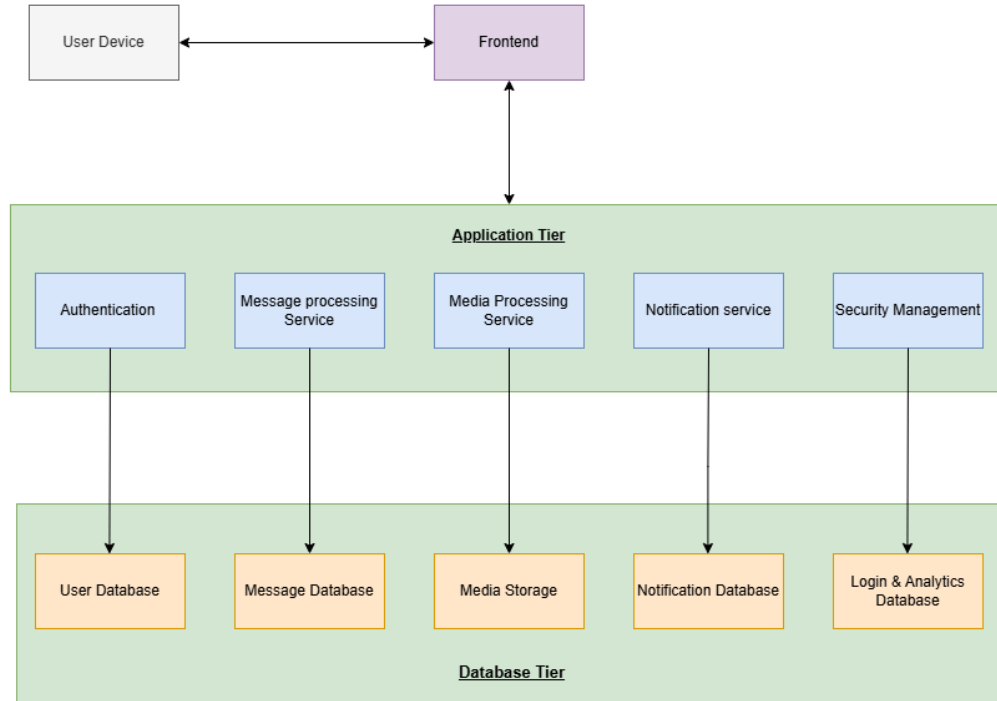 User Device
Frontend
Application Tier
Authentication
Message processing
Service
Media Processing
Service
Notification service
Security Management
User Database
Message Database
Media Storage
Notification Database
Login & Analytics
Database
Database Tier